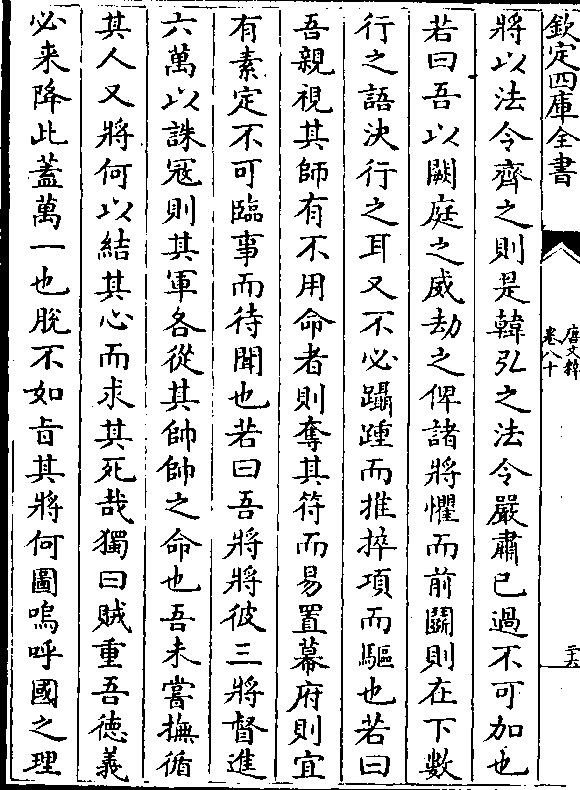 欽定四庫全書
唐文粹
卷八十
將以法令齊之則是韓弘之法令嚴肅已過不可加也
若曰吾以闕庭之威劫之俾諸將懼而前鬭則在下數
行之語決行之耳又不必躡踵而推捽項而驅也若曰
吾親視其師有不用命者則奪其符而易置幕府則宜
有素定不可臨事而待聞也若曰吾將將彼三將督進
六萬以誅冦則其軍各從其帥帥之命也吾未嘗撫循
其人又將何以結其心而求其死哉獨曰賊重吾德義
必来降此蓋萬一也脫不如㫖其將何圖嗚呼國之理